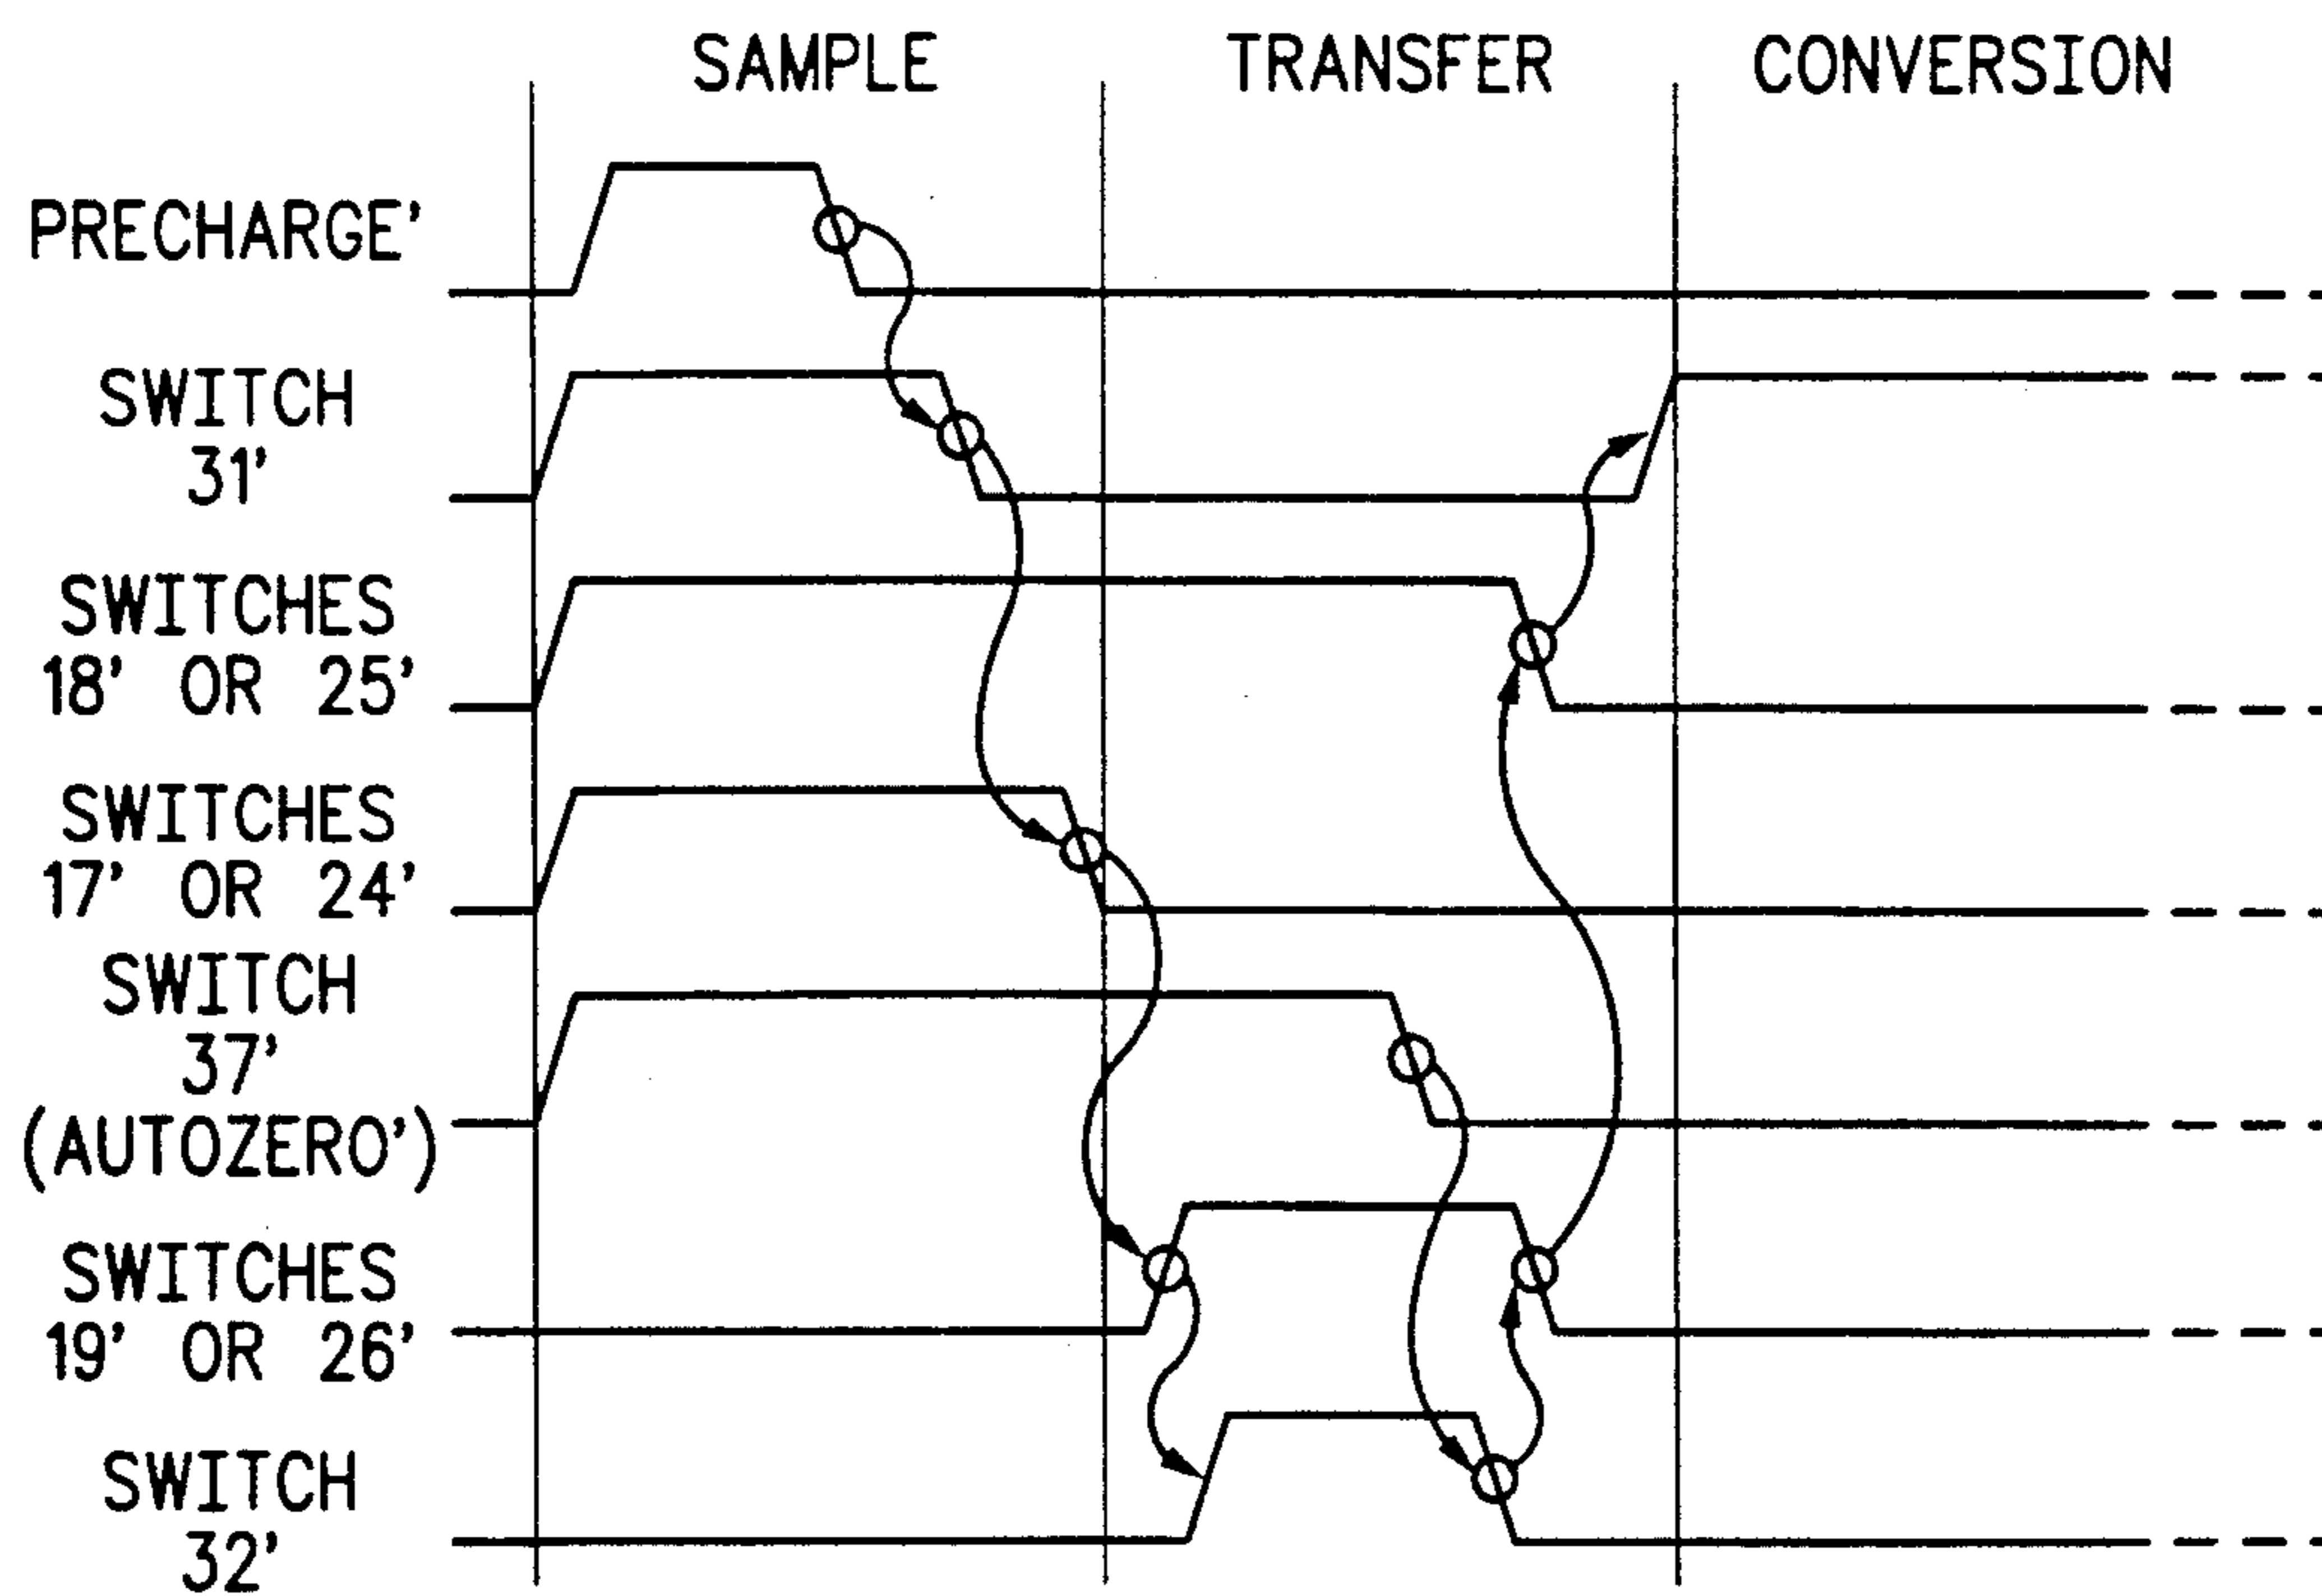 SAMPLE TRANSFER CONVERSION
PRECHARGE'
SWITCH
31'
SWITCHES
18' OR 25'
SWITCHES
17' OR 24'
SWITCH
37'
(AUTOZERO')
SWITCHES
19' OR 26'
SWITCH
32'